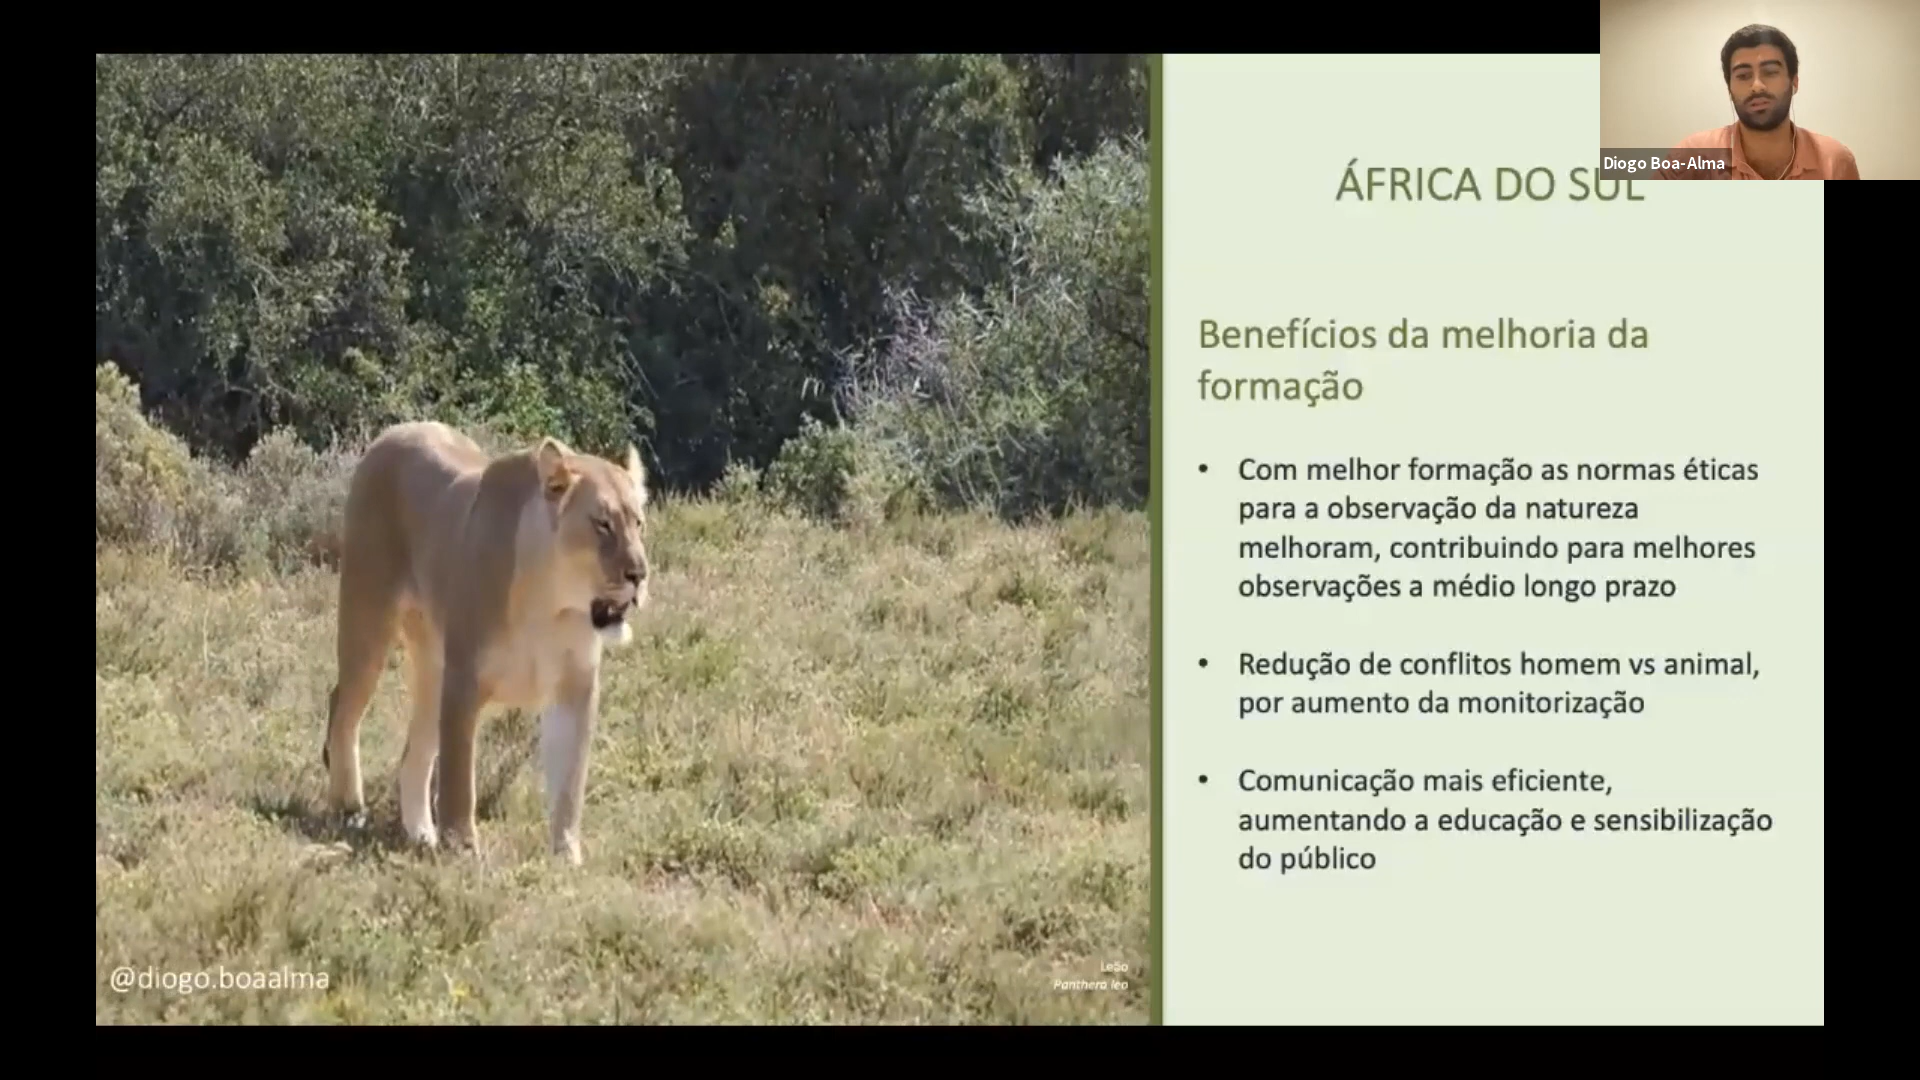 Diogo Boa-Alma
ÁFRICA DO SUL
Benefícios da melhoria da
formação
• Com melhor formação as normas éticas
para a observação da natureza
melhoram, contribuindo para melhores
observações a médio longo prazo
• Redução de conflitos homem vs animal,
por aumento da monitorização
• Comunicação mais eficiente,
aumentando a educação e sensibilização
do público
@diogo.boaalma
Leão
Panthera leo